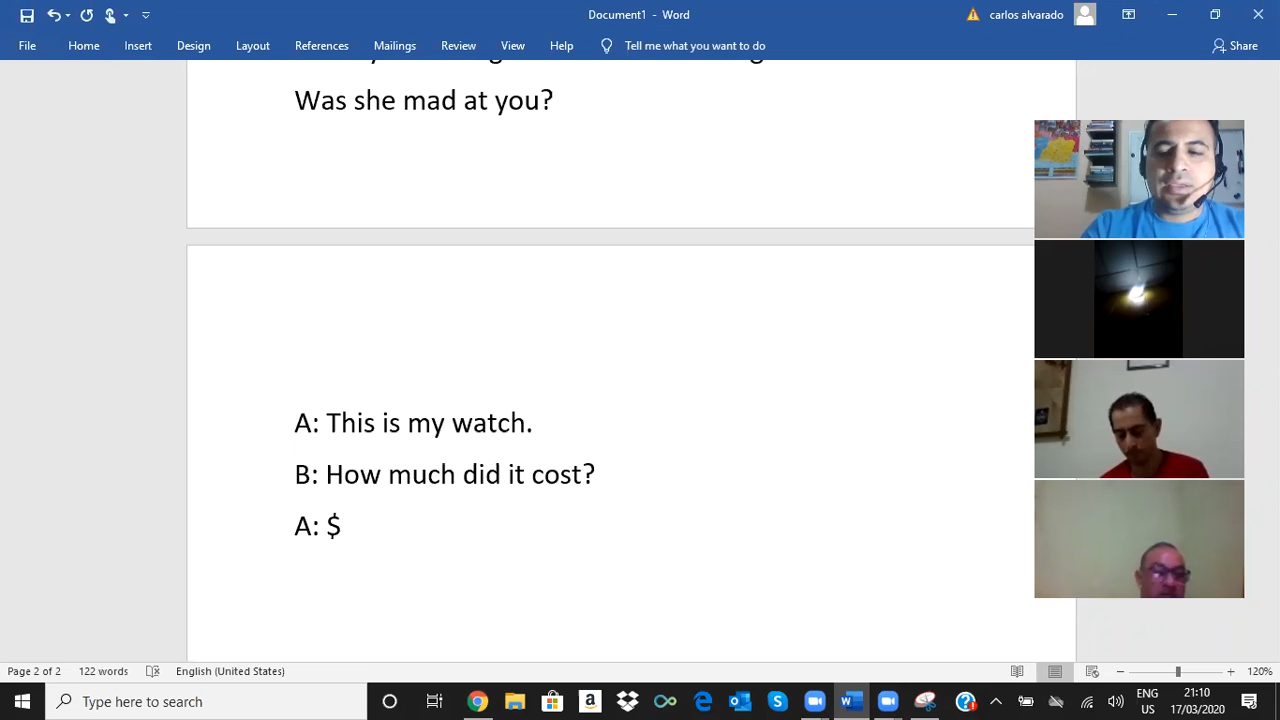 Document1 - Word
carlos alvarado
File Home Insert Design Layout References Mailings Review View Help Tell me what you want to do Share
Was she mad at you?
A: This is my watch.
B: How much did it cost?
A: $
Page 2 of 2 122 words English (United States) 120%
Type here to search
ENG 21:10
US 17/03/2020